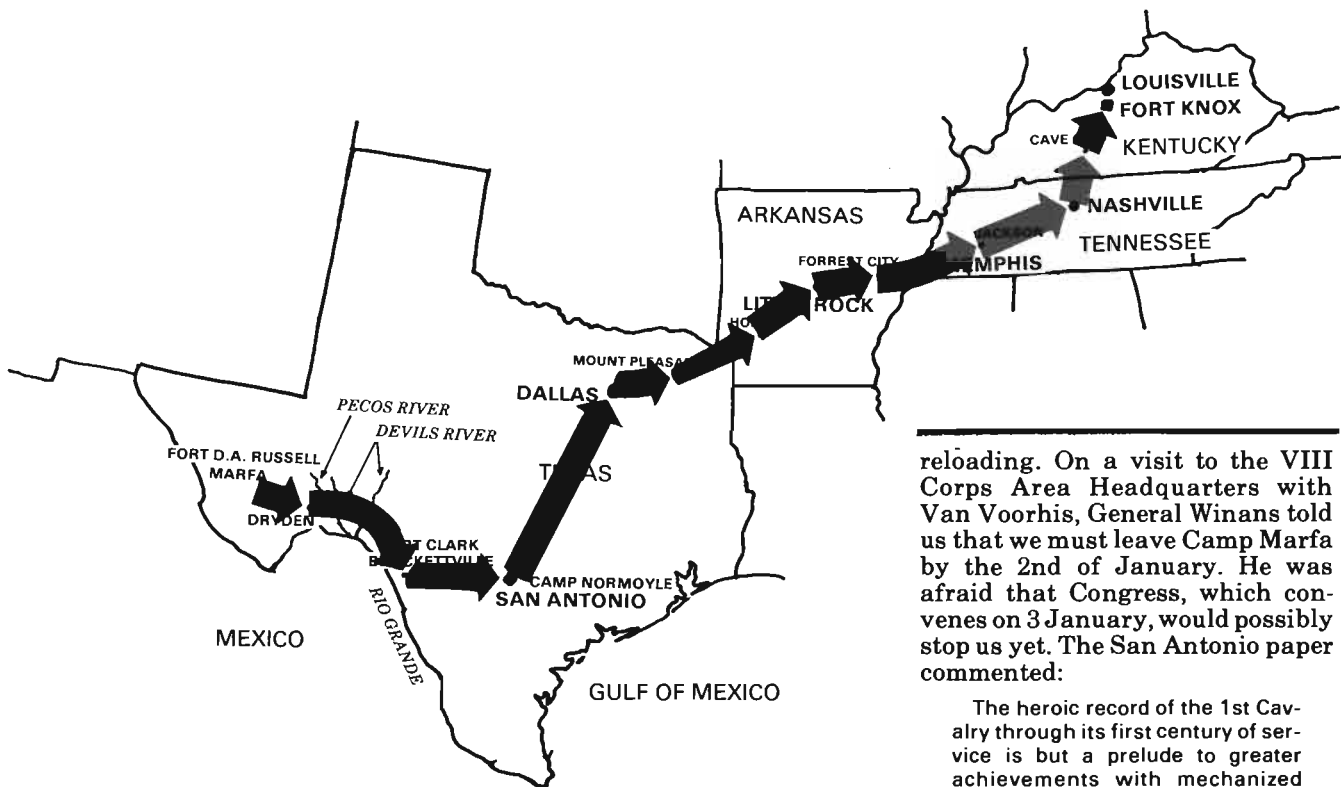 LOUISVILLE
FORT KNOX
CAVE
KENTUCKY
NASHVILLE
TENNESSEE
ARKANSAS
JACKSON
FORREST CITY
ROCK
MOUNT
DALLAS
PECOS RIVER
DEVILS RIVER
FORT D.A. RUSSELL
MARFA
DRYDEN
CLARK
CAMP NORMOYLE
SAN ANTONIO
MEXICO
RIO GRANDE
GULF OF MEXICO
reloading. On a visit to the VIII
Corps Area Headquarters with
Van Voorhis, General Winans told
us that we must leave Camp Marfa
by the 2nd of January. He was
afraid that Congress, which con-
venes on 3 January, would possibly
stop us yet. The San Antonio paper
commented:
The heroic record of the 1st Cav-
alry through its first century of ser-
vice is but a prelude to greater
achievements with mechanized